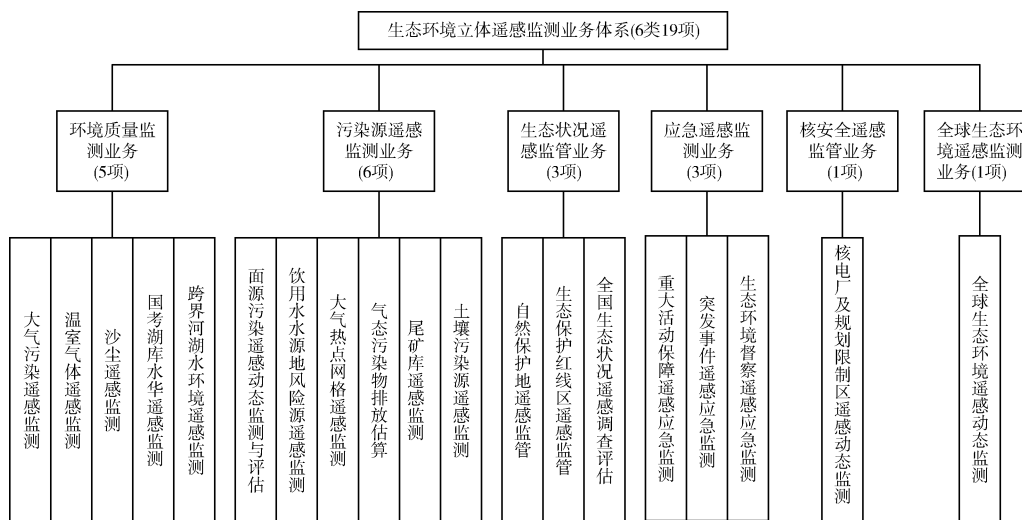 生态环境立体遥感监测业务体系(6类19项)
环境质量监
测业务
(5项)
污染源遥感
监测业务
(6项)
生态状况遥
感监管业务
(3项)
应急遥感监
测业务
(3项)
核安全遥感
监管业务
(1项)
全球生态环
境遥感监测
业务(1项)
大气污染遥感监测
温室气体遥感监测
沙尘遥感监测
国考湖库水华遥感监测
跨界河湖水环境遥感监测
面源污染遥感动态监测与评估
饮用水水源地风险源遥感监测
大气热点网格遥感监测
气态污染物排放估算
尾矿库遥感监测
土壤污染源遥感监测
自然保护地遥感监管
生态保护红线区遥感监管
全国生态状况遥感调查评估
重大活动保障遥感应急监测
突发事件遥感应急监测
生态环境督察遥感应急监测
核电厂及规划限制区遥感动态监测
全球生态环境遥感动态监测